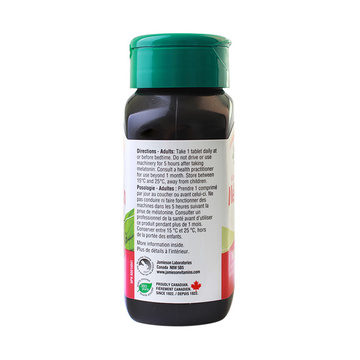 Directions - Adults: Take 1 tablet daily at
or before bedtime. Do not drive or use
machinery for 5 hours after taking
melatonin. Consult a health practitioner
for use beyond 1 month. Store between
15°C and 25°C, away from children.
Posologie - Adultes : Prendre 1 comprimé
par jour au coucher ou avant celui-ci. Ne
pas conduire ni faire fonctionner des
machines dans les 5 heures suivant la
prise de mélatonine. Consulter un
professionnel de la santé avant d'utiliser
ce produit pendant plus de 1 mois.
Conserver entre 15 °C et 25 °C, hors
de la portée des enfants.
More information inside.
Plus de détails à l'intérieur.
Jamieson Laboratories
Canada N8W 5B5
www.jamiesonvitamins.com
PROUDLY CANADIAN.
FIÈREMENT CANADIEN.
SINCE 1922. / DEPUIS 1922.